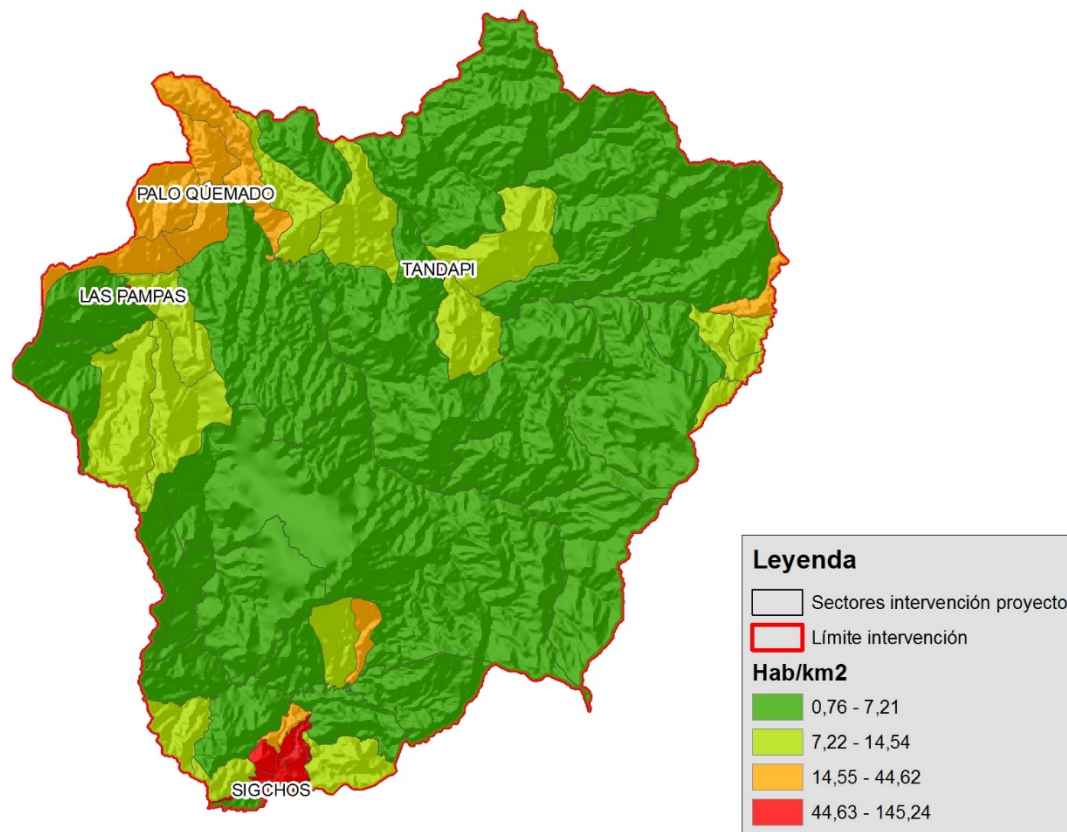 PALO QUEMADO
TANDAPI
LAS PAMPAS
SIGCHOS
Leyenda
Sectores intervención proyecto
Límite intervención
Hab/km2
0,76 - 7,21
7,22 - 14,54
14,55 - 44,62
44,63 - 145,24